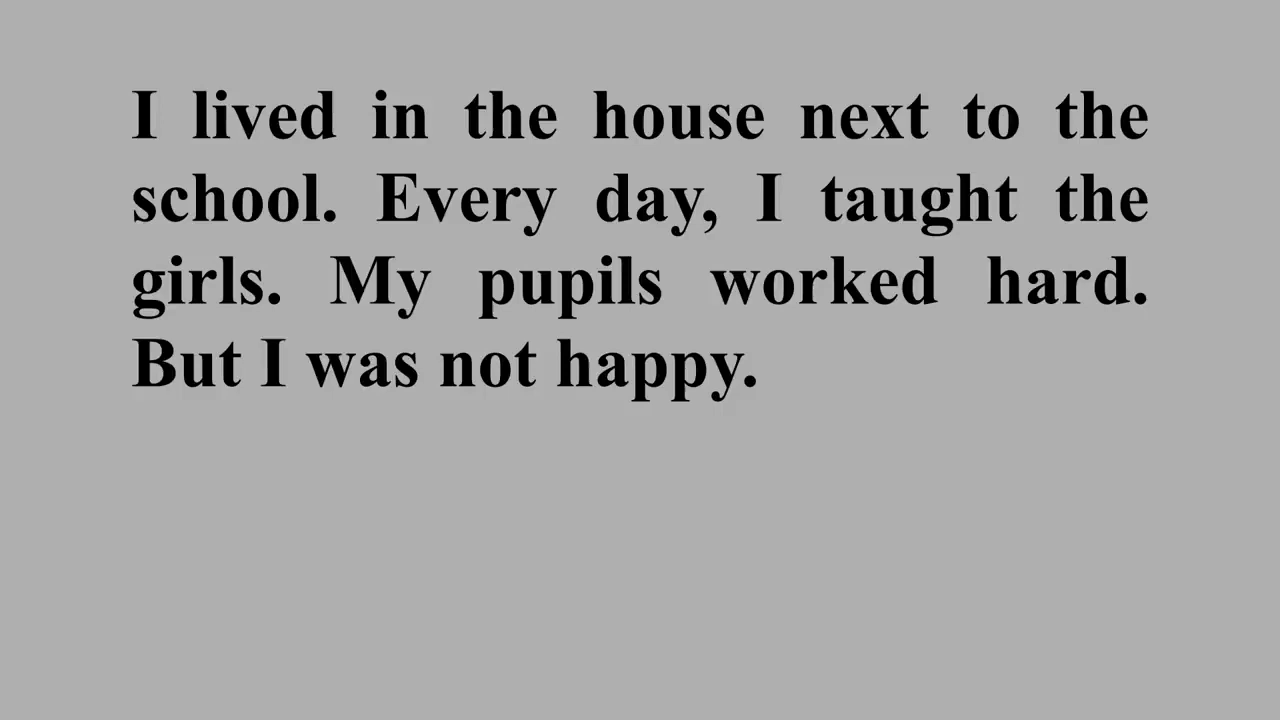 I lived in the house next to the
school. Every day, I taught the
girls. My pupils worked hard.
But I was not happy.